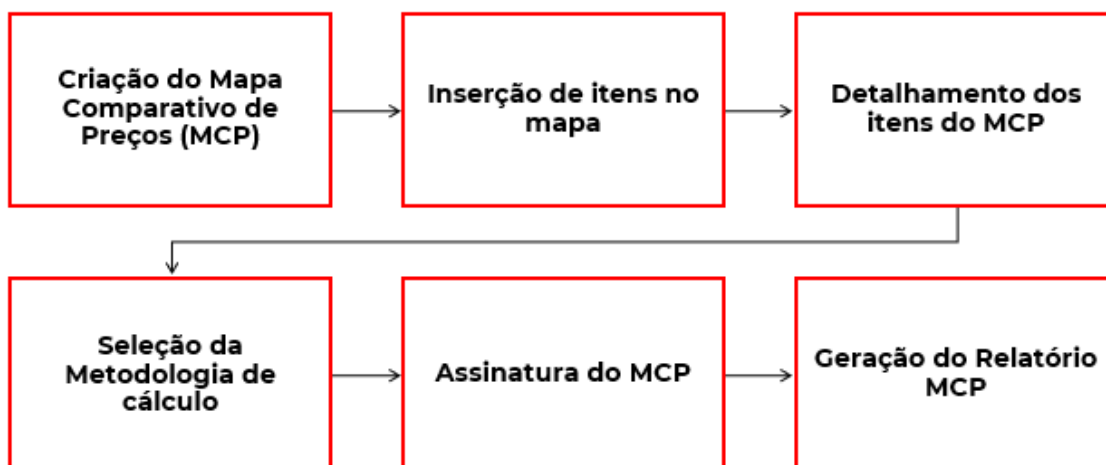 Criação do Mapa
Comparativo de
Preços (MCP)
Inserção de itens no
mapa
Detalhamento dos
itens do MCP
Seleção da
Metodologia de
cálculo
Assinatura do MCP
Geração do Relatório
MCP